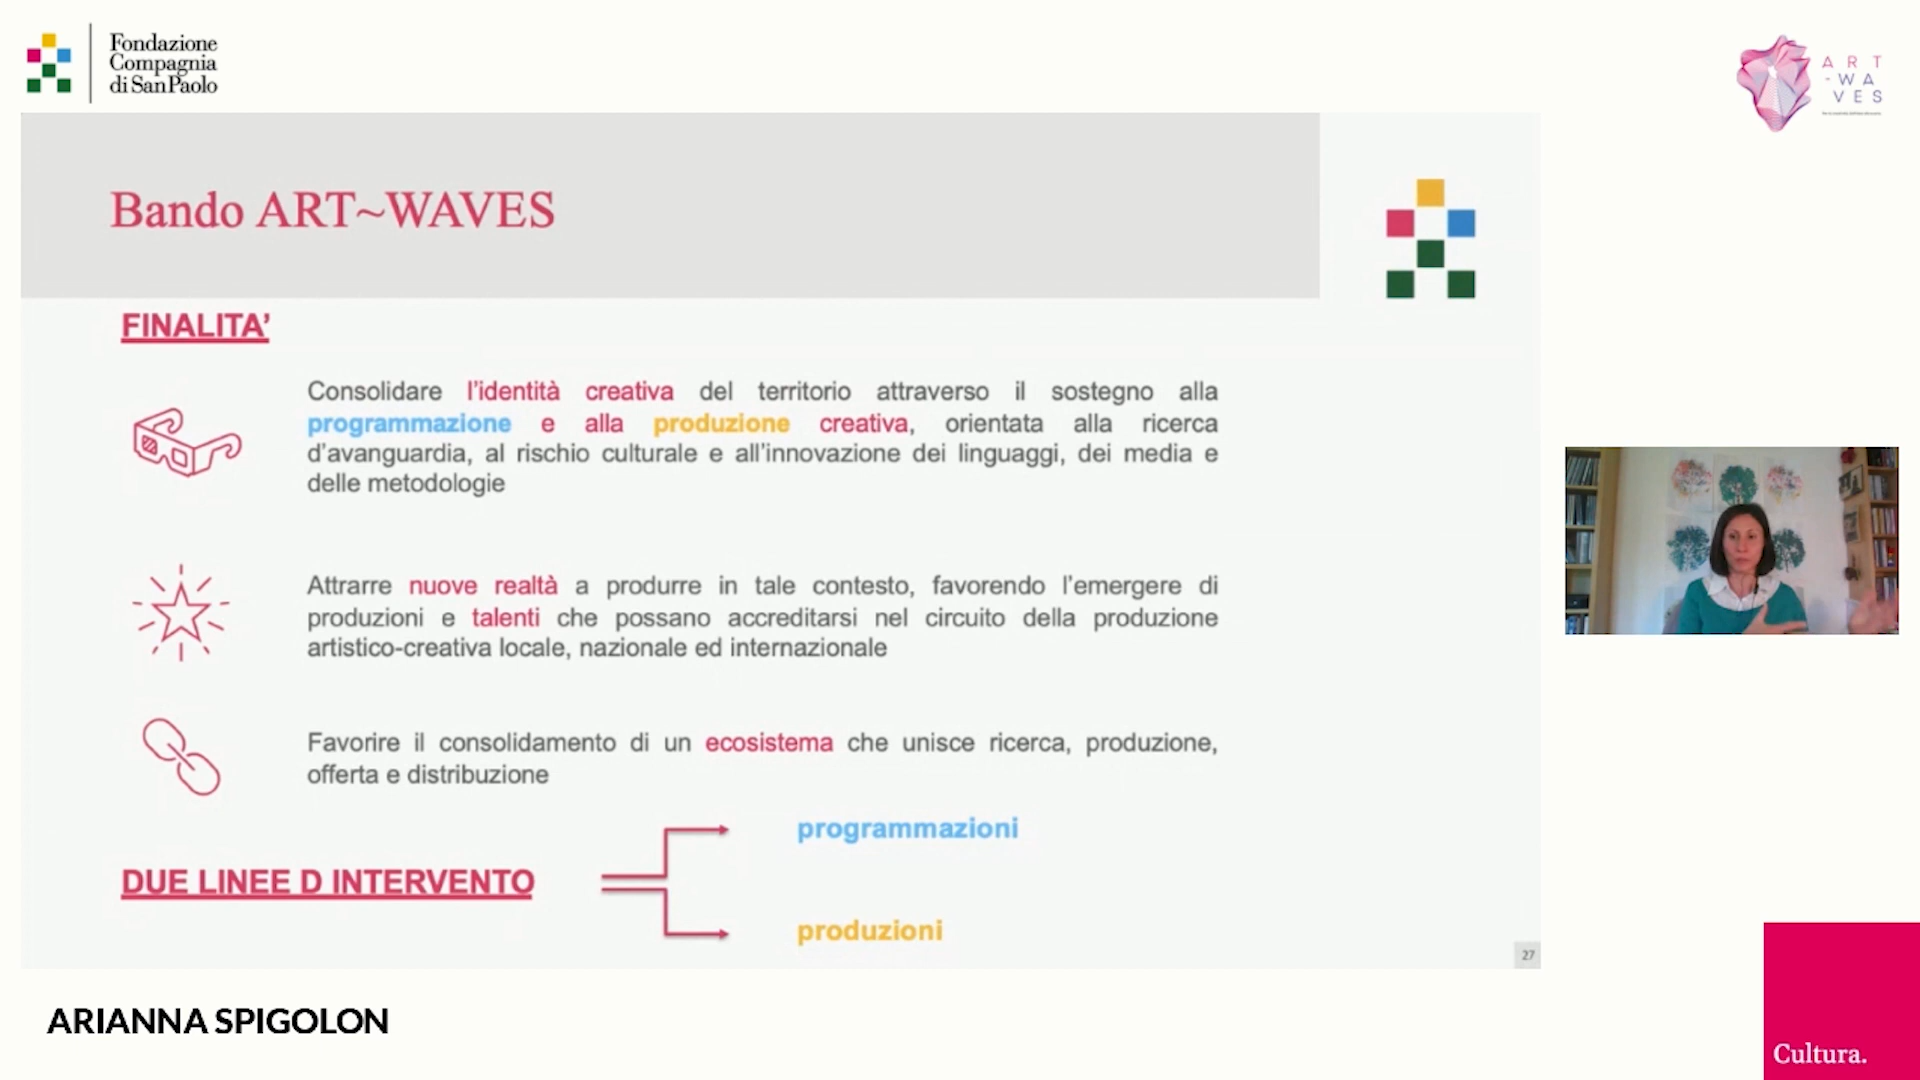 Fondazione
Compagnia
di San Paolo
ART
-WA
VES
Bando ART~WAVES
FINALITA’
Consolidare l’identità creativa del territorio attraverso il sostegno alla
programmazione e alla produzione creativa, orientata alla ricerca
d’avanguardia, al rischio culturale e all’innovazione dei linguaggi, dei media e
delle metodologie
Attrarre nuove realtà a produrre in tale contesto, favorendo l’emergere di
produzioni e talenti che possano accreditarsi nel circuito della produzione
artistico-creativa locale, nazionale ed internazionale
Favorire il consolidamento di un ecosistema che unisce ricerca, produzione,
offerta e distribuzione
programmazioni
DUE LINEE D INTERVENTO
produzioni
27
ARIANNA SPIGOLON
Cultura.